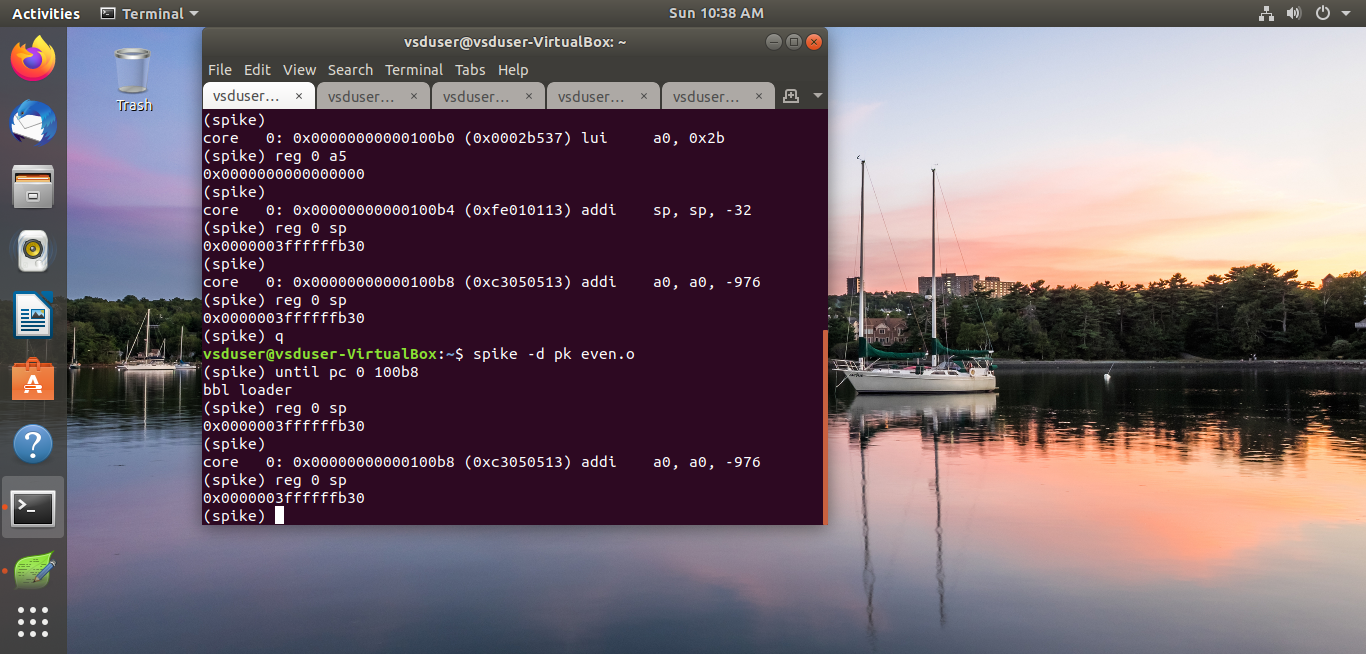 Activities Terminal Sun 10:38 AM
Trash
vsduser@vsduser-VirtualBox: ~
File Edit View Search Terminal Tabs Help
vsduser… × vsduser… × vsduser… × vsduser… × vsduser… ×
(spike)
core   0: 0x00000000000100b0 (0x0002b537) lui     a0, 0x2b
(spike) reg 0 a5
0x0000000000000000
(spike)
core   0: 0x00000000000100b4 (0xfe010113) addi    sp, sp, -32
(spike) reg 0 sp
0x0000003ffffffb30
(spike)
core   0: 0x00000000000100b8 (0xc3050513) addi    a0, a0, -976
(spike) reg 0 sp
0x0000003ffffffb30
(spike) q
vsduser@vsduser-VirtualBox:~$ spike -d pk even.o
(spike) until pc 0 100b8
bbl loader
(spike) reg 0 sp
0x0000003ffffffb30
(spike)
core   0: 0x00000000000100b8 (0xc3050513) addi    a0, a0, -976
(spike) reg 0 sp
0x0000003ffffffb30
(spike)